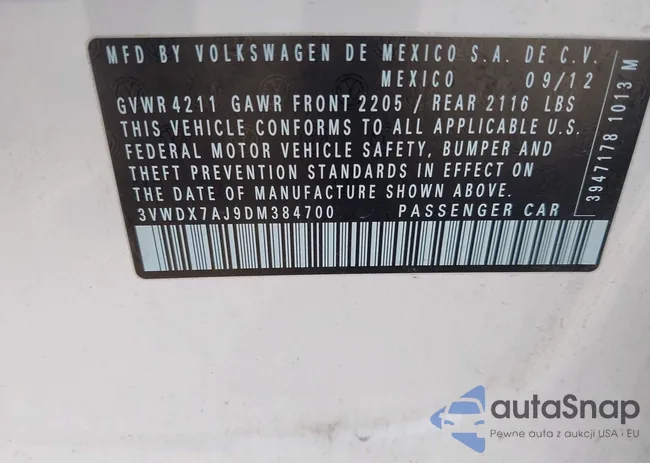 MFD BY VOLKSWAGEN DE MEXICO S.A. DE C.V.
MEXICO 09/12
GVWR 4211 GAWR FRONT 2205 / REAR 2116 LBS
THIS VEHICLE CONFORMS TO ALL APPLICABLE U.S.
FEDERAL MOTOR VEHICLE SAFETY, BUMPER AND
THEFT PREVENTION STANDARDS IN EFFECT ON
THE DATE OF MANUFACTURE SHOWN ABOVE.
3VWDX7AJ9DM384700 PASSENGER CAR
3947178 1013 M
autoSnap
Pewne auta z aukcji USA i EU